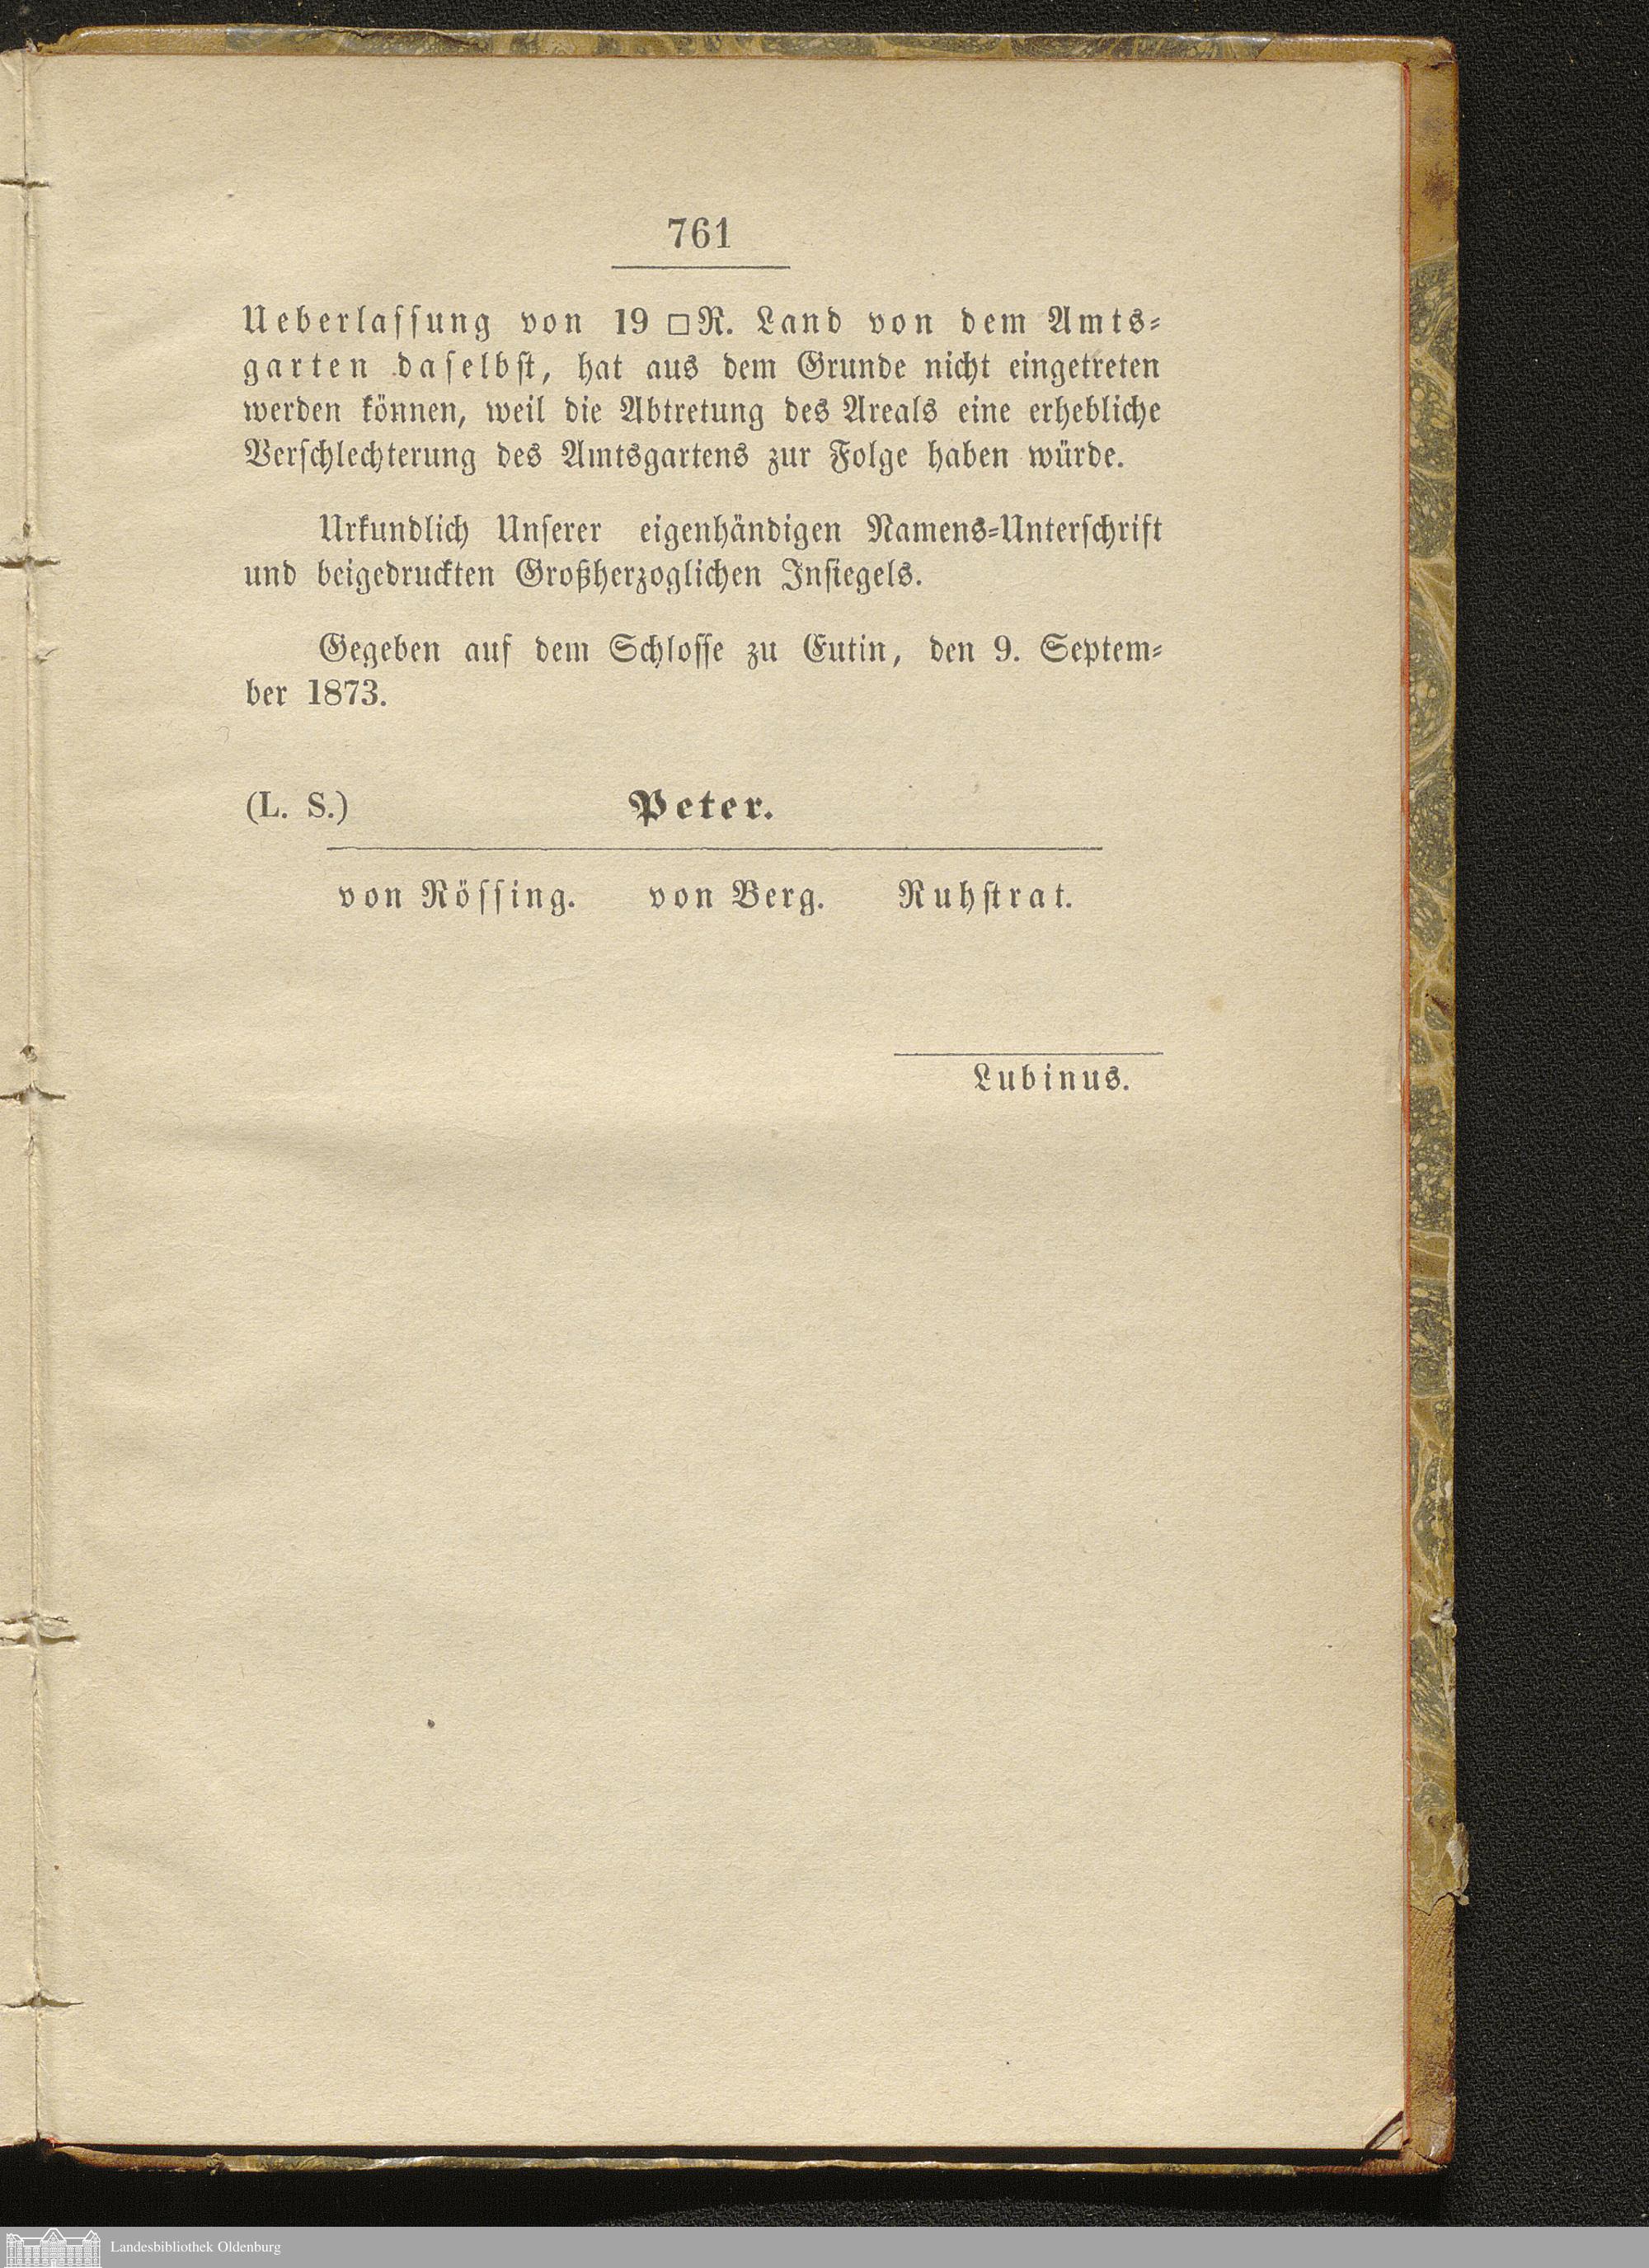 761
Ueberlassung von 19 □R. Land von dem Amts-
garten daselbst, hat aus dem Grunde nicht eingetreten
werden können, weil die Abtretung des Areals eine erhebliche
Verschlechterung des Amtsgartens zur Folge haben würde.
Urkundlich Unserer eigenhändigen Namens-Unterschrift
und beigedruckten Großherzoglichen Insiegels.
Gegeben auf dem Schlosse zu Eutin, den 9. Septem-
ber 1873.
(L. S.) Peter.
von Rössing. von Berg. Ruhstrat.
Lubinus.
Landesbibliothek Oldenburg